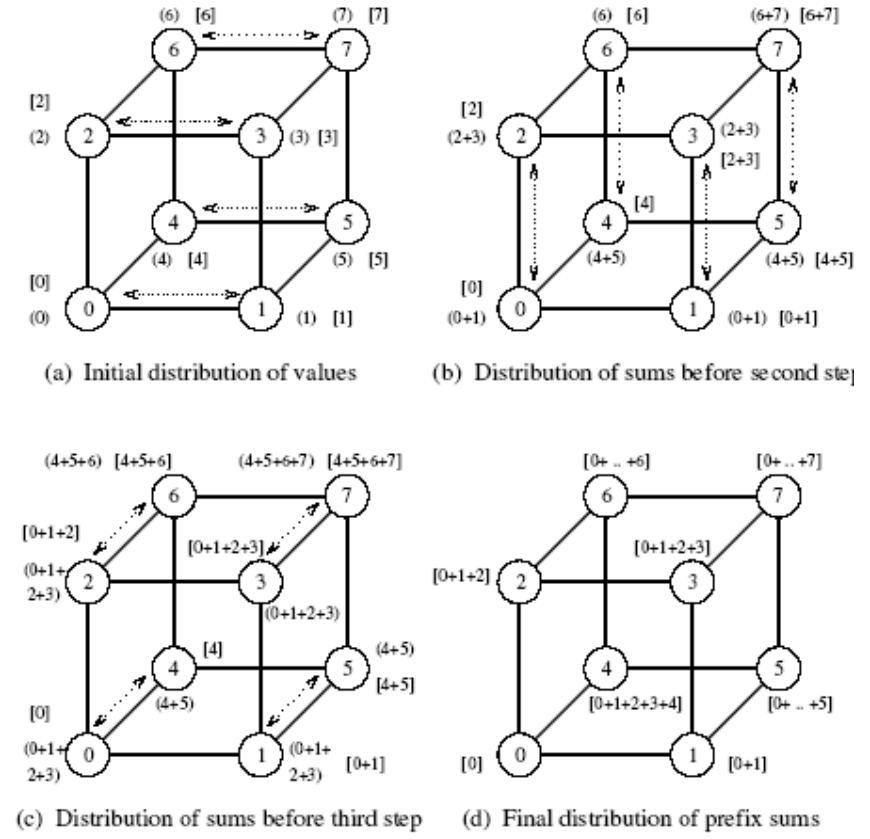 (6) [6] (7) [7]
6 7
[2]
(2) 2 3 (3) [3]
4 5
(4) [4] (5) [5]
[0]
(0) 0 1 (1) [1]
(a) Initial distribution of values
(6) [6] (6+7) [6+7]
6 7
[2]
(2+3) 2 3 (2+3)
[2+3]
[4]
4 5
(4+5) (4+5) [4+5]
[0]
(0+1) 0 1 (0+1) [0+1]
(b) Distribution of sums before second step
(4+5+6) [4+5+6] (4+5+6+7) [4+5+6+7]
6 7
[0+1+2] [0+1+2+3]
(0+1+
2+3) 2 3
(0+1+2+3)
[4] (4+5)
4 5 [4+5]
(4+5)
[0]
(0+1+
2+3) 0 1 (0+1+
2+3) [0+1]
(c) Distribution of sums before third step
[0+ .. +6] [0+ .. +7]
6 7
[0+1+2+3]
[0+1+2] 2 3
4 5
[0+1+2+3+4] [0+ .. +5]
[0] 0 1 [0+1]
(d) Final distribution of prefix sums